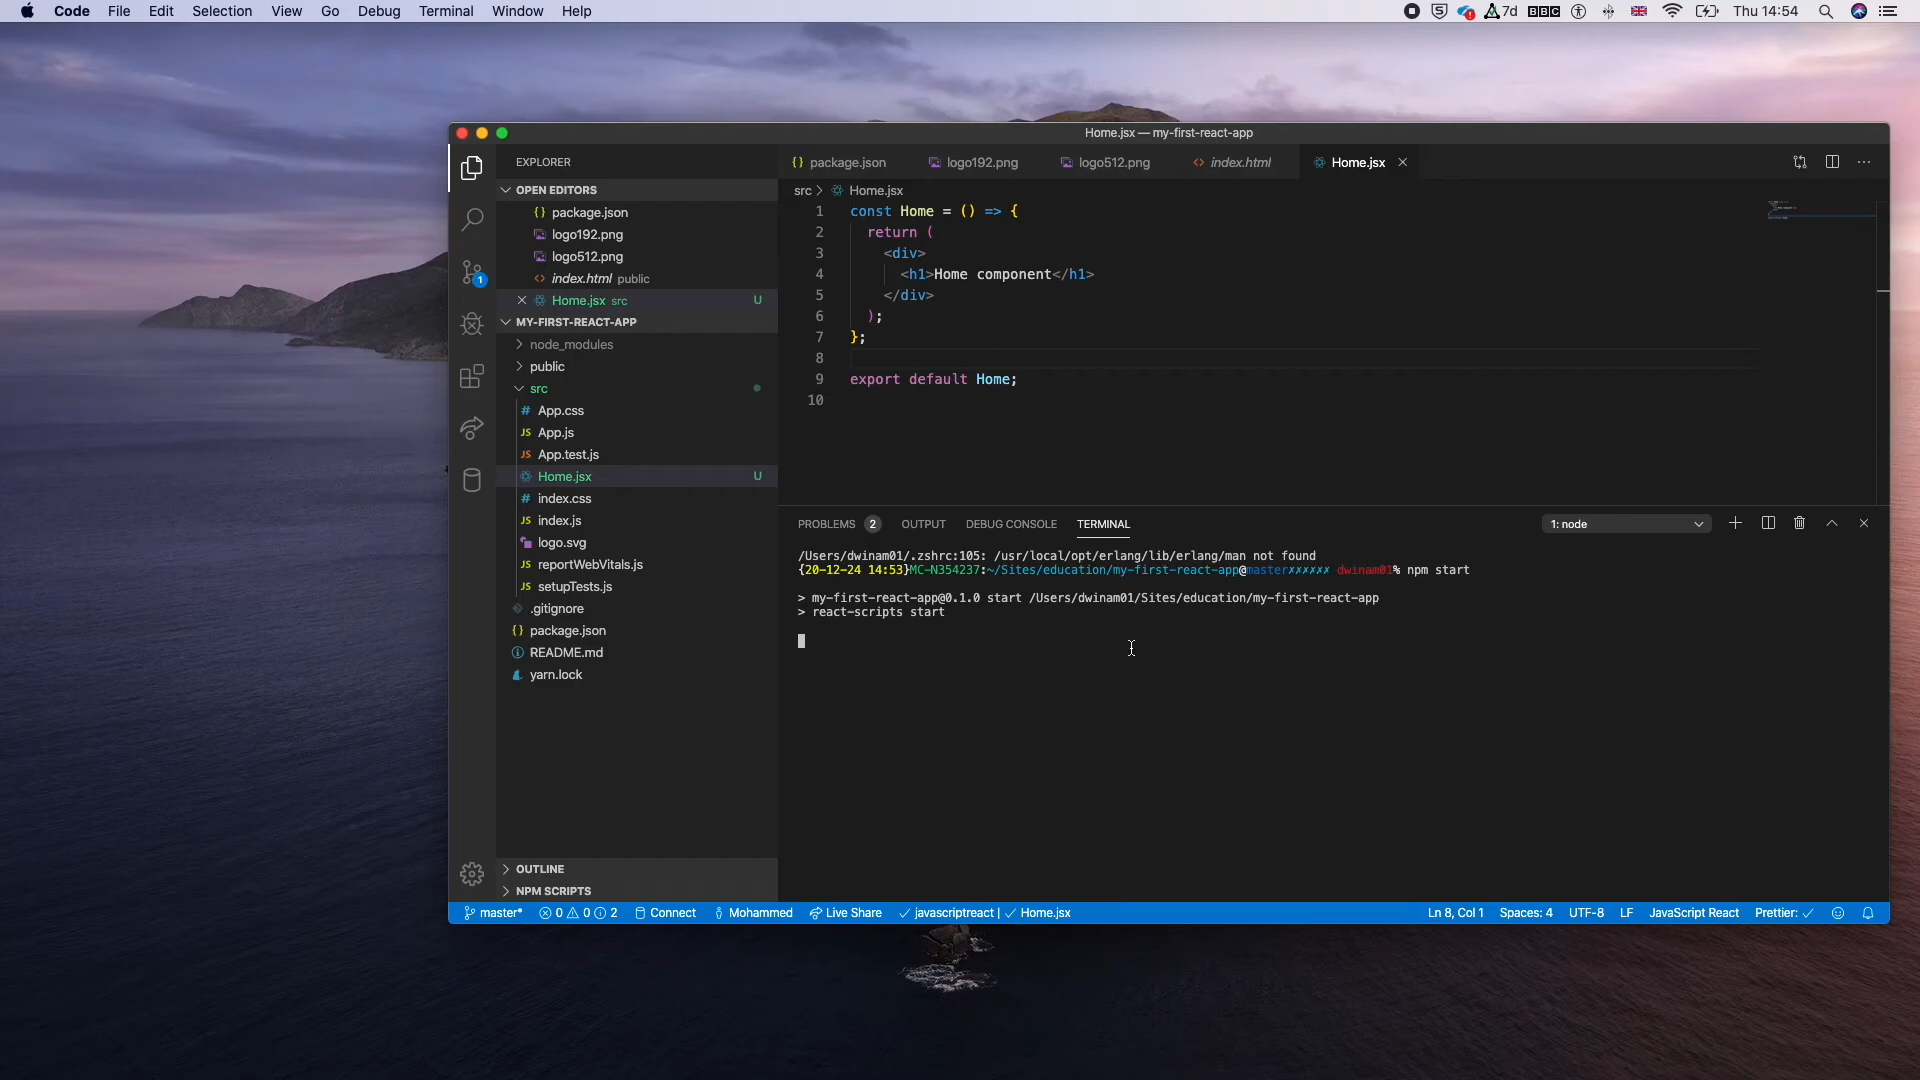 Code File Edit Selection View Go Debug Terminal Window Help
7d BBC Thu 14:54
Home.jsx — my-first-react-app
EXPLORER
OPEN EDITORS
package.json
logo192.png
logo512.png
index.html public
Home.jsx src U
MY-FIRST-REACT-APP
node_modules
public
src
# App.css
JS App.js
JS App.test.js
Home.jsx U
# index.css
JS index.js
logo.svg
JS reportWebVitals.js
JS setupTests.js
.gitignore
{} package.json
README.md
yarn.lock
OUTLINE
NPM SCRIPTS
{} package.json logo192.png logo512.png <> index.html Home.jsx
src > Home.jsx
1 const Home = () => {
2 return (
3 <div>
4 <h1>Home component</h1>
5 </div>
6 );
7 };
8
9 export default Home;
10
PROBLEMS 2 OUTPUT DEBUG CONSOLE TERMINAL 1: node
/Users/dwinam01/.zshrc:105: /usr/local/opt/erlang/lib/erlang/man not found
{20-12-24 14:53}MC-N354237:~/Sites/education/my-first-react-app@master✗✗✗✗✗✗ dwinam01% npm start
> my-first-react-app@0.1.0 start /Users/dwinam01/Sites/education/my-first-react-app
> react-scripts start
master* 0 0 2 Connect Mohammed Live Share ✓ javascriptreact | ✓ Home.jsx Ln 8, Col 1 Spaces: 4 UTF-8 LF JavaScript React Prettier: ✓